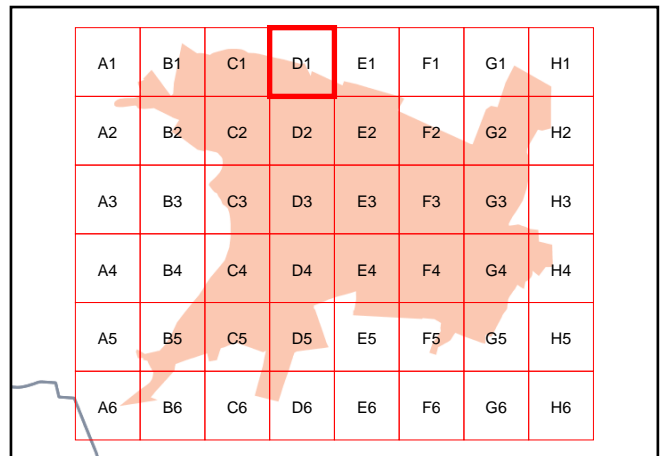 A1 B1 C1 D1 E1 F1 G1 H1
A2 B2 C2 D2 E2 F2 G2 H2
A3 B3 C3 D3 E3 F3 G3 H3
A4 B4 C4 D4 E4 F4 G4 H4
A5 B5 C5 D5 E5 F5 G5 H5
A6 B6 C6 D6 E6 F6 G6 H6